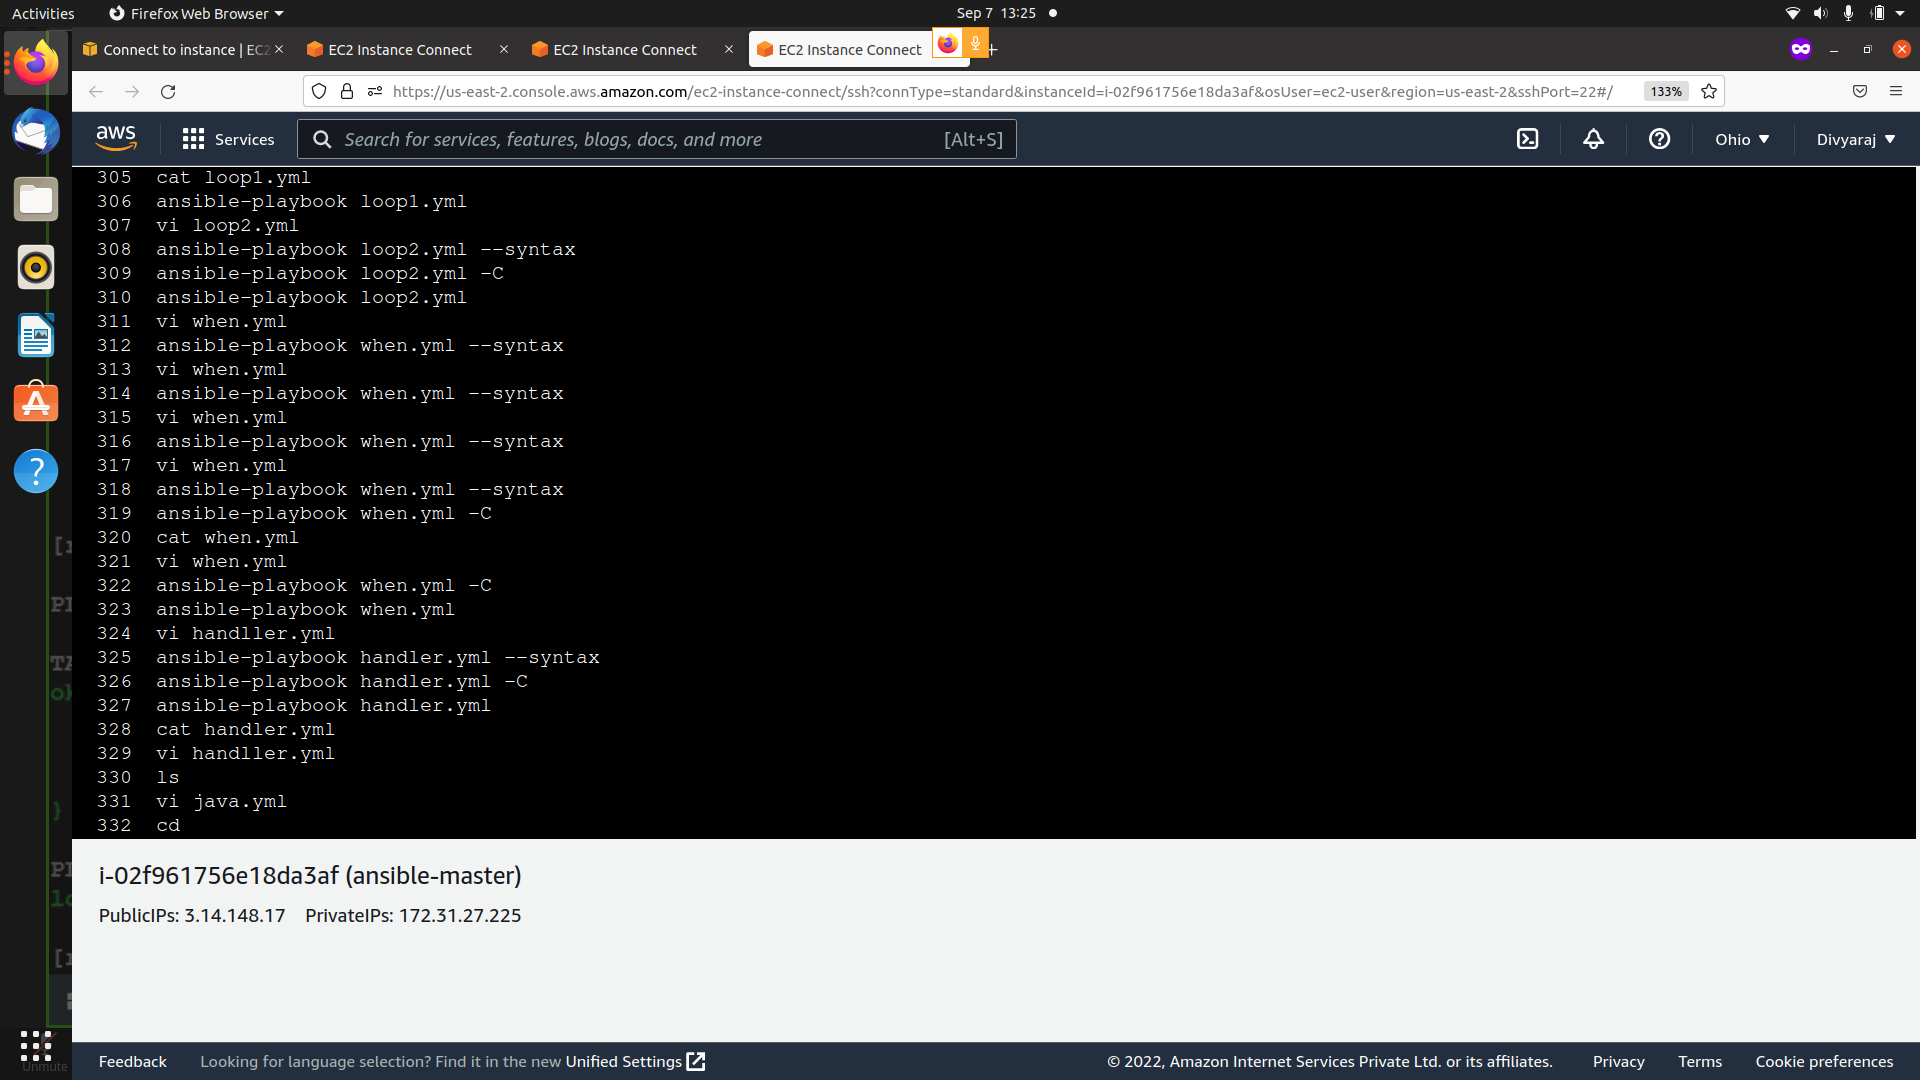 Activities Firefox Web Browser Sep 7 13:25
Connect to instance | EC2 EC2 Instance Connect EC2 Instance Connect EC2 Instance Connect
https://us-east-2.console.aws.amazon.com/ec2-instance-connect/ssh?connType=standard&instanceId=i-02f961756e18da3af&osUser=ec2-user&region=us-east-2&sshPort=22#/ 133%
aws Services Search for services, features, blogs, docs, and more [Alt+S] Ohio Divyaraj
305 cat loop1.yml
306 ansible-playbook loop1.yml
307 vi loop2.yml
308 ansible-playbook loop2.yml --syntax
309 ansible-playbook loop2.yml -C
310 ansible-playbook loop2.yml
311 vi when.yml
312 ansible-playbook when.yml --syntax
313 vi when.yml
314 ansible-playbook when.yml --syntax
315 vi when.yml
316 ansible-playbook when.yml --syntax
317 vi when.yml
318 ansible-playbook when.yml --syntax
319 ansible-playbook when.yml -C
320 cat when.yml
321 vi when.yml
322 ansible-playbook when.yml -C
323 ansible-playbook when.yml
324 vi handller.yml
325 ansible-playbook handler.yml --syntax
326 ansible-playbook handler.yml -C
327 ansible-playbook handler.yml
328 cat handler.yml
329 vi handller.yml
330 ls
331 vi java.yml
332 cd
i-02f961756e18da3af (ansible-master)
PublicIPs: 3.14.148.17 PrivateIPs: 172.31.27.225
Unmute
Feedback Looking for language selection? Find it in the new Unified Settings © 2022, Amazon Internet Services Private Ltd. or its affiliates. Privacy Terms Cookie preferences